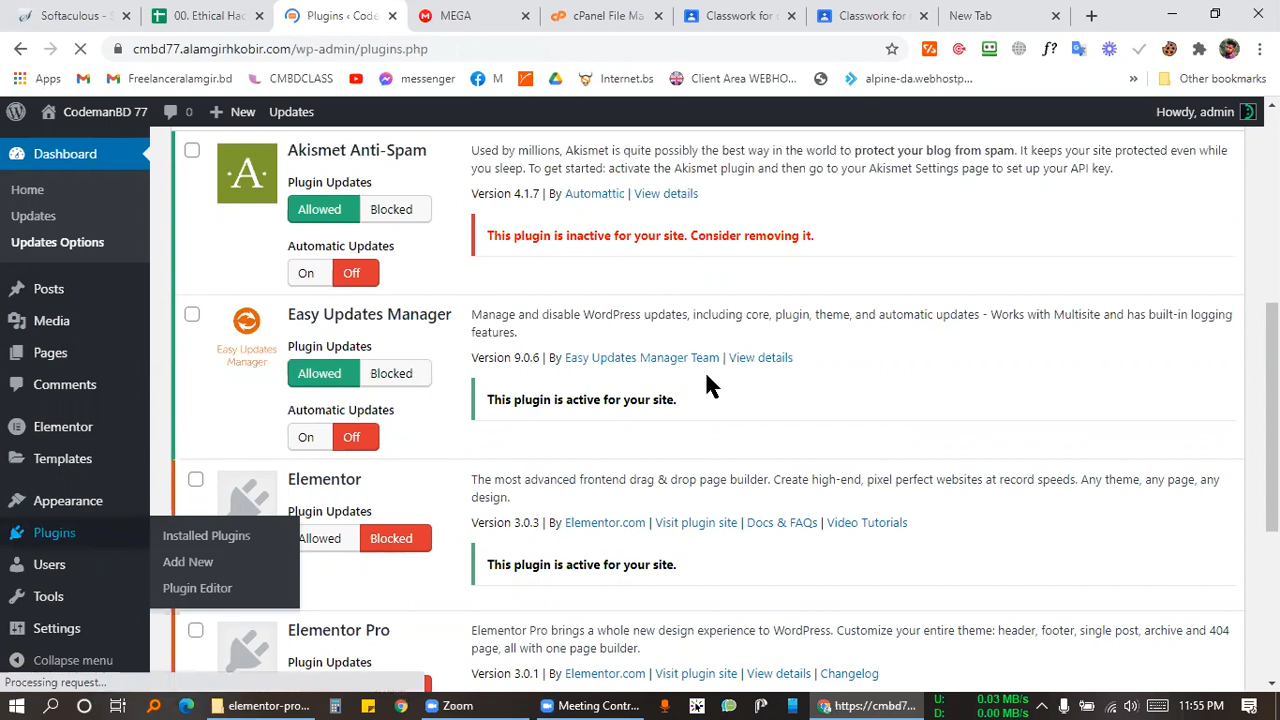 Softaculous -
00. Ethical Hac
Plugins ‹ Code
MEGA
cPanel File Ma
Classwork for
Classwork for
New Tab
cmbd77.alamgirhkobir.com/wp-admin/plugins.php
Apps
Freelanceralamgir.bd
CMBDCLASS
messenger
M
Internet.bs
Client Area WEBHO...
alpine-da.webhostp...
Other bookmarks
CodemanBD 77
0
New
Updates
Howdy, admin
Dashboard
Home
Updates
Updates Options
Posts
Media
Pages
Comments
Elementor
Templates
Appearance
Plugins
Users
Tools
Settings
Collapse menu
Installed Plugins
Add New
Plugin Editor
Akismet Anti-Spam
Plugin Updates
Allowed
Blocked
Automatic Updates
On
Off
Used by millions, Akismet is quite possibly the best way in the world to protect your blog from spam. It keeps your site protected even while
you sleep. To get started: activate the Akismet plugin and then go to your Akismet Settings page to set up your API key.
Version 4.1.7 | By Automattic | View details
This plugin is inactive for your site. Consider removing it.
Easy Updates Manager
Easy Updates
Manager
Plugin Updates
Allowed
Blocked
Automatic Updates
On
Off
Manage and disable WordPress updates, including core, plugin, theme, and automatic updates - Works with Multisite and has built-in logging
features.
Version 9.0.6 | By Easy Updates Manager Team | View details
This plugin is active for your site.
Elementor
Plugin Updates
Allowed
Blocked
The most advanced frontend drag & drop page builder. Create high-end, pixel perfect websites at record speeds. Any theme, any page, any
design.
Version 3.0.3 | By Elementor.com | Visit plugin site | Docs & FAQs | Video Tutorials
This plugin is active for your site.
Elementor Pro
Plugin Updates
Elementor Pro brings a whole new design experience to WordPress. Customize your entire theme: header, footer, single post, archive and 404
page, all with one page builder.
Version 3.0.1 | By Elementor.com | Visit plugin site | View details | Changelog
Processing request...
elementor-pro...
Zoom
Meeting Contr...
https://cmbd7...
U: 0.03 MB/s
D: 0.00 MB/s
11:55 PM